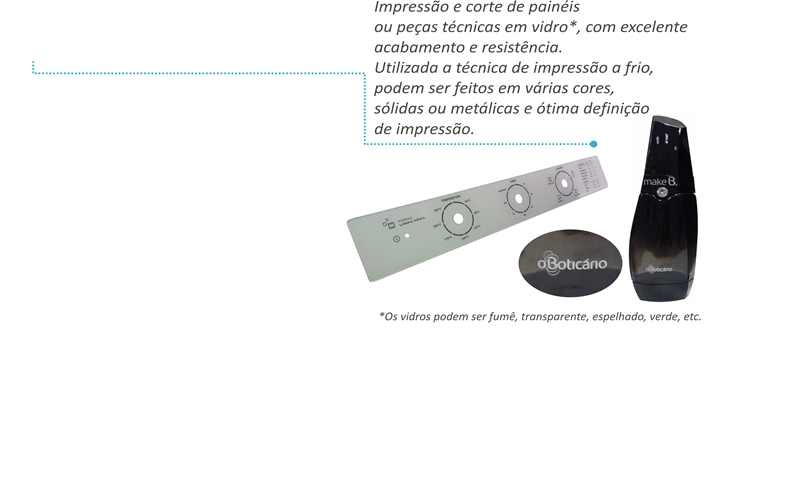 Impressão e corte de painéis
ou peças técnicas em vidro*, com excelente
acabamento e resistência.
Utilizada a técnica de impressão a frio,
podem ser feitos em várias cores,
sólidas ou metálicas e ótima definição
de impressão.
make B.
oBoticário
oBoticário
TEMPERATURA
*Os vidros podem ser fumê, transparente, espelhado, verde, etc.